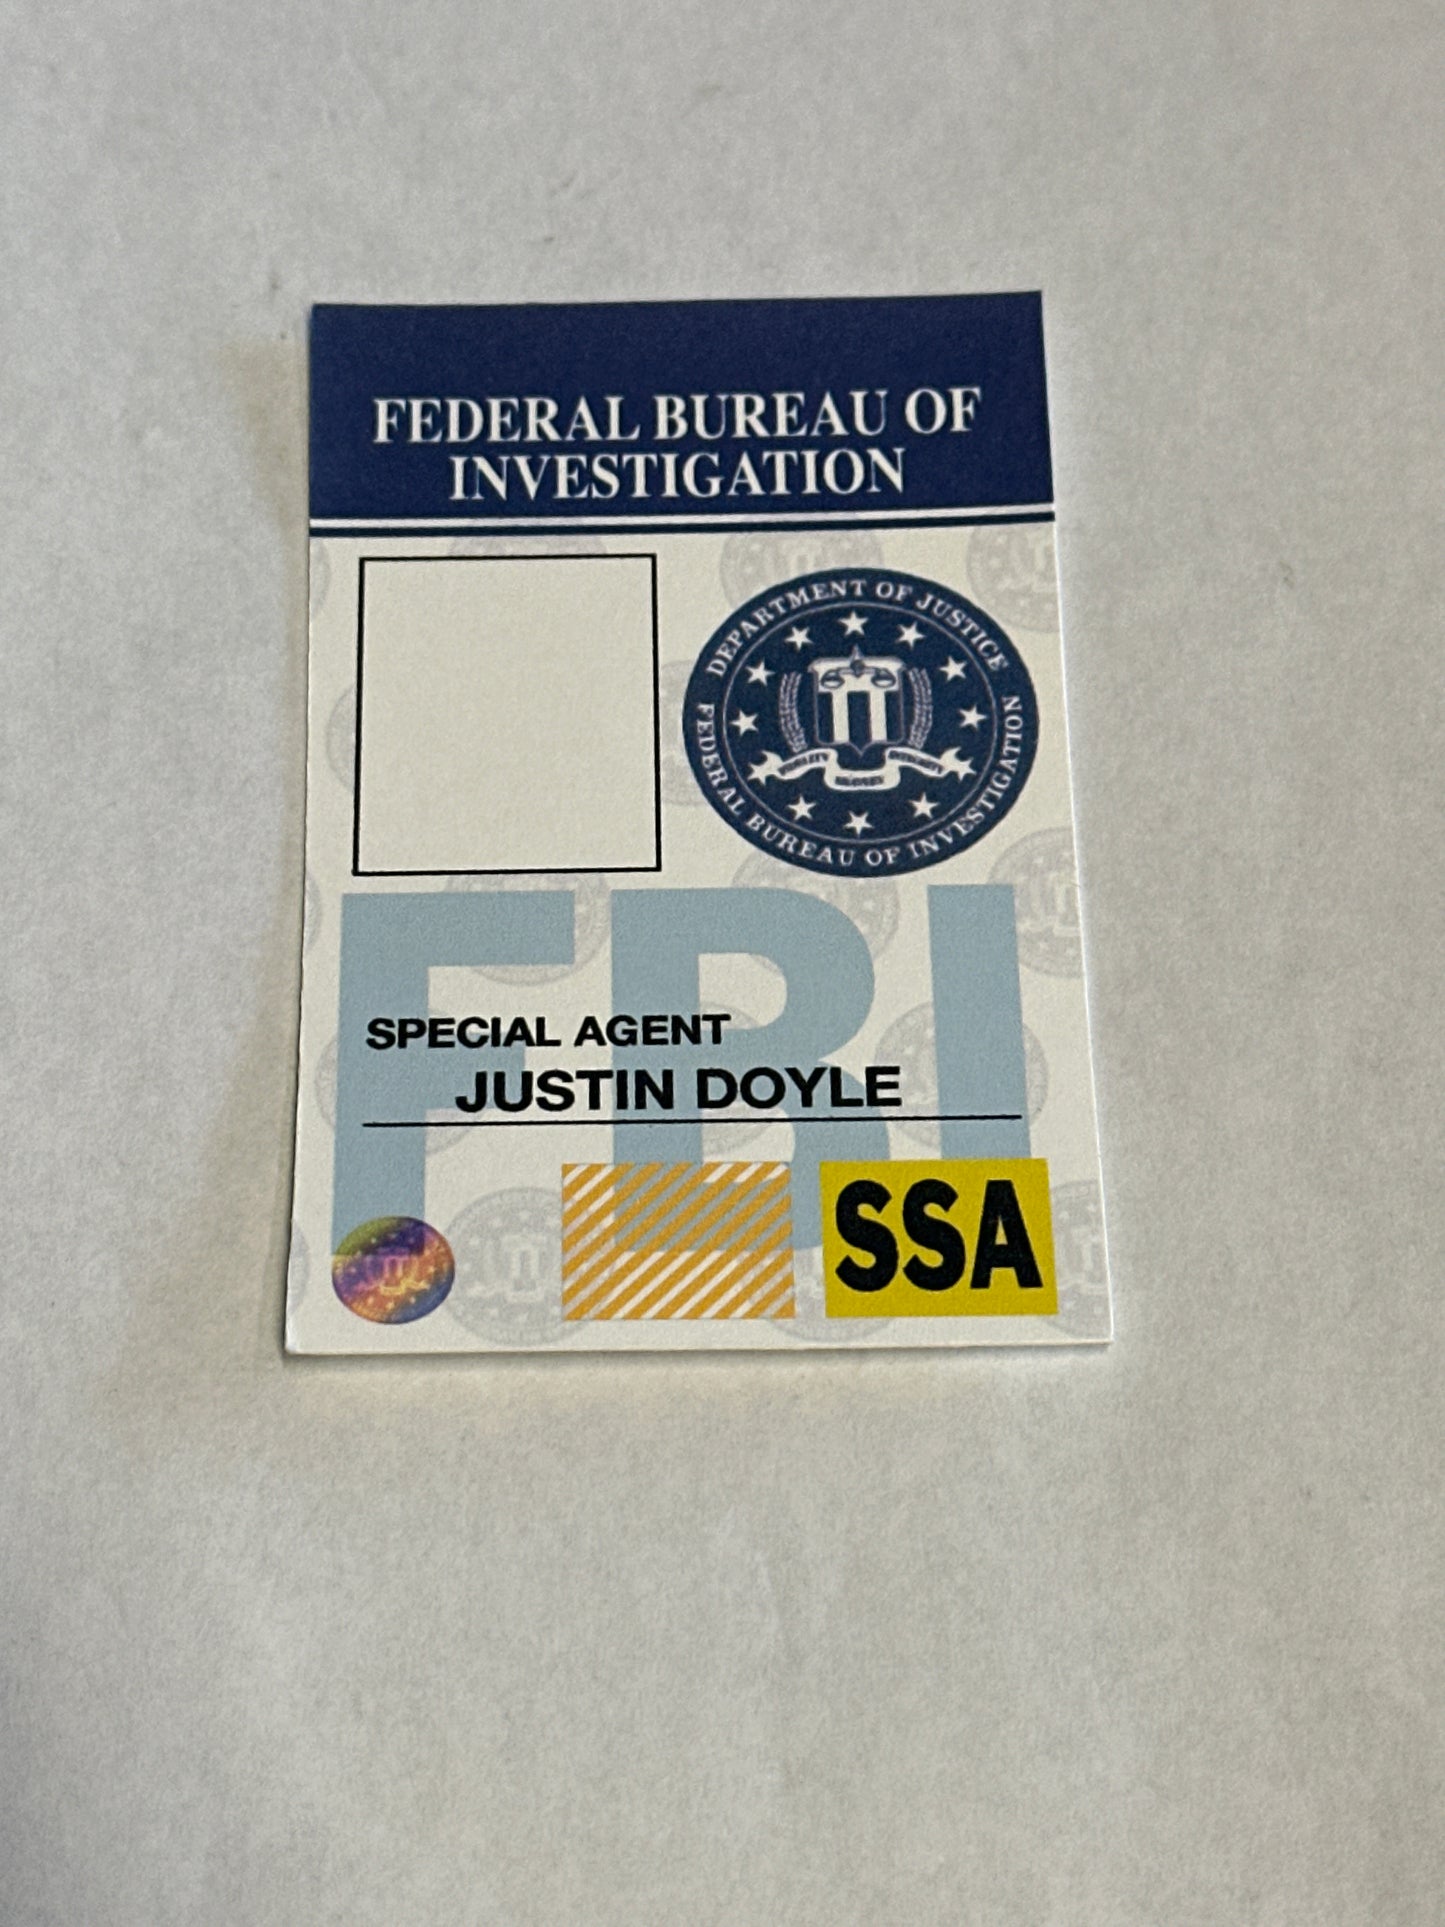 FEDERAL BUREAU OF
INVESTIGATION
DEPARTMENT OF JUSTICE
FEDERAL BUREAU OF INVESTIGATION
FBI
SPECIAL AGENT
JUSTIN DOYLE
SSA